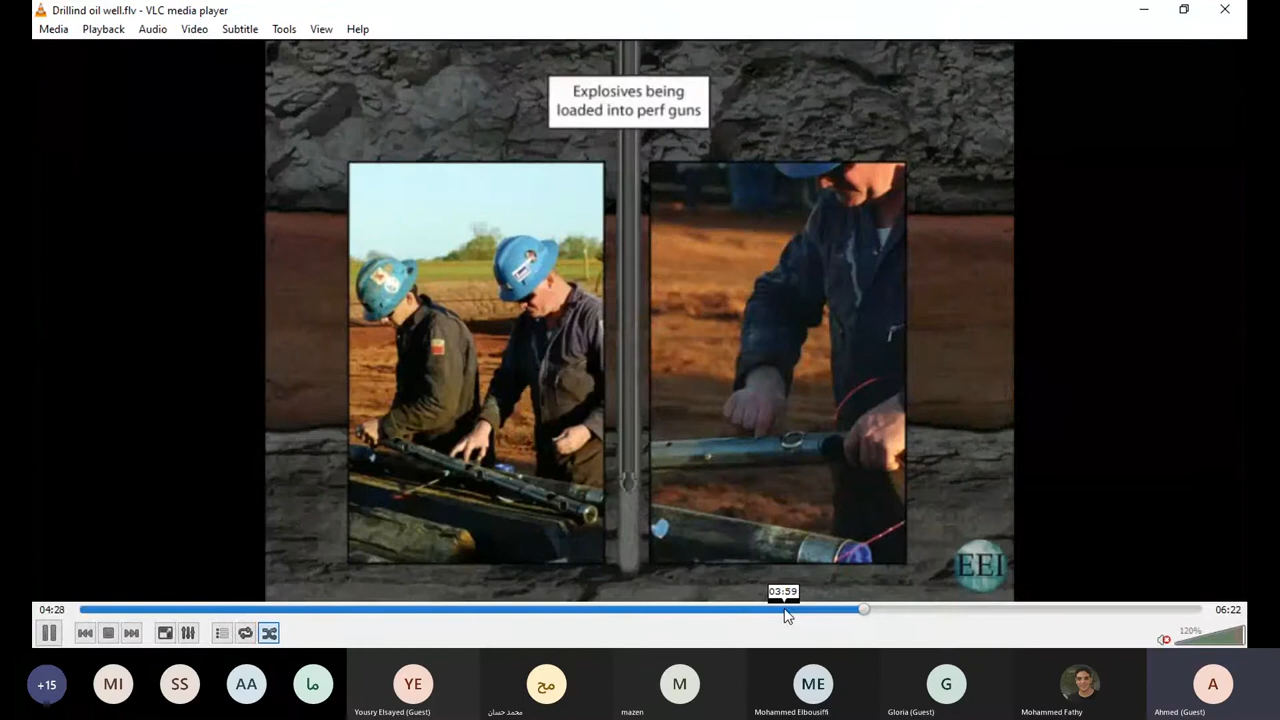 Drillind oil well.flv - VLC media player
Media Playback Audio Video Subtitle Tools View Help
Explosives being
loaded into perf guns
EEI
03:59
04:28
06:22
120%
+15
MI
SS
AA
ما
YE
مح
M
ME
G
A
Yousry Elsayed (Guest)
محمد حسان
mazen
Mohammed Elbousiffi
Gloria (Guest)
Mohammed Fathy
Ahmed (Guest)